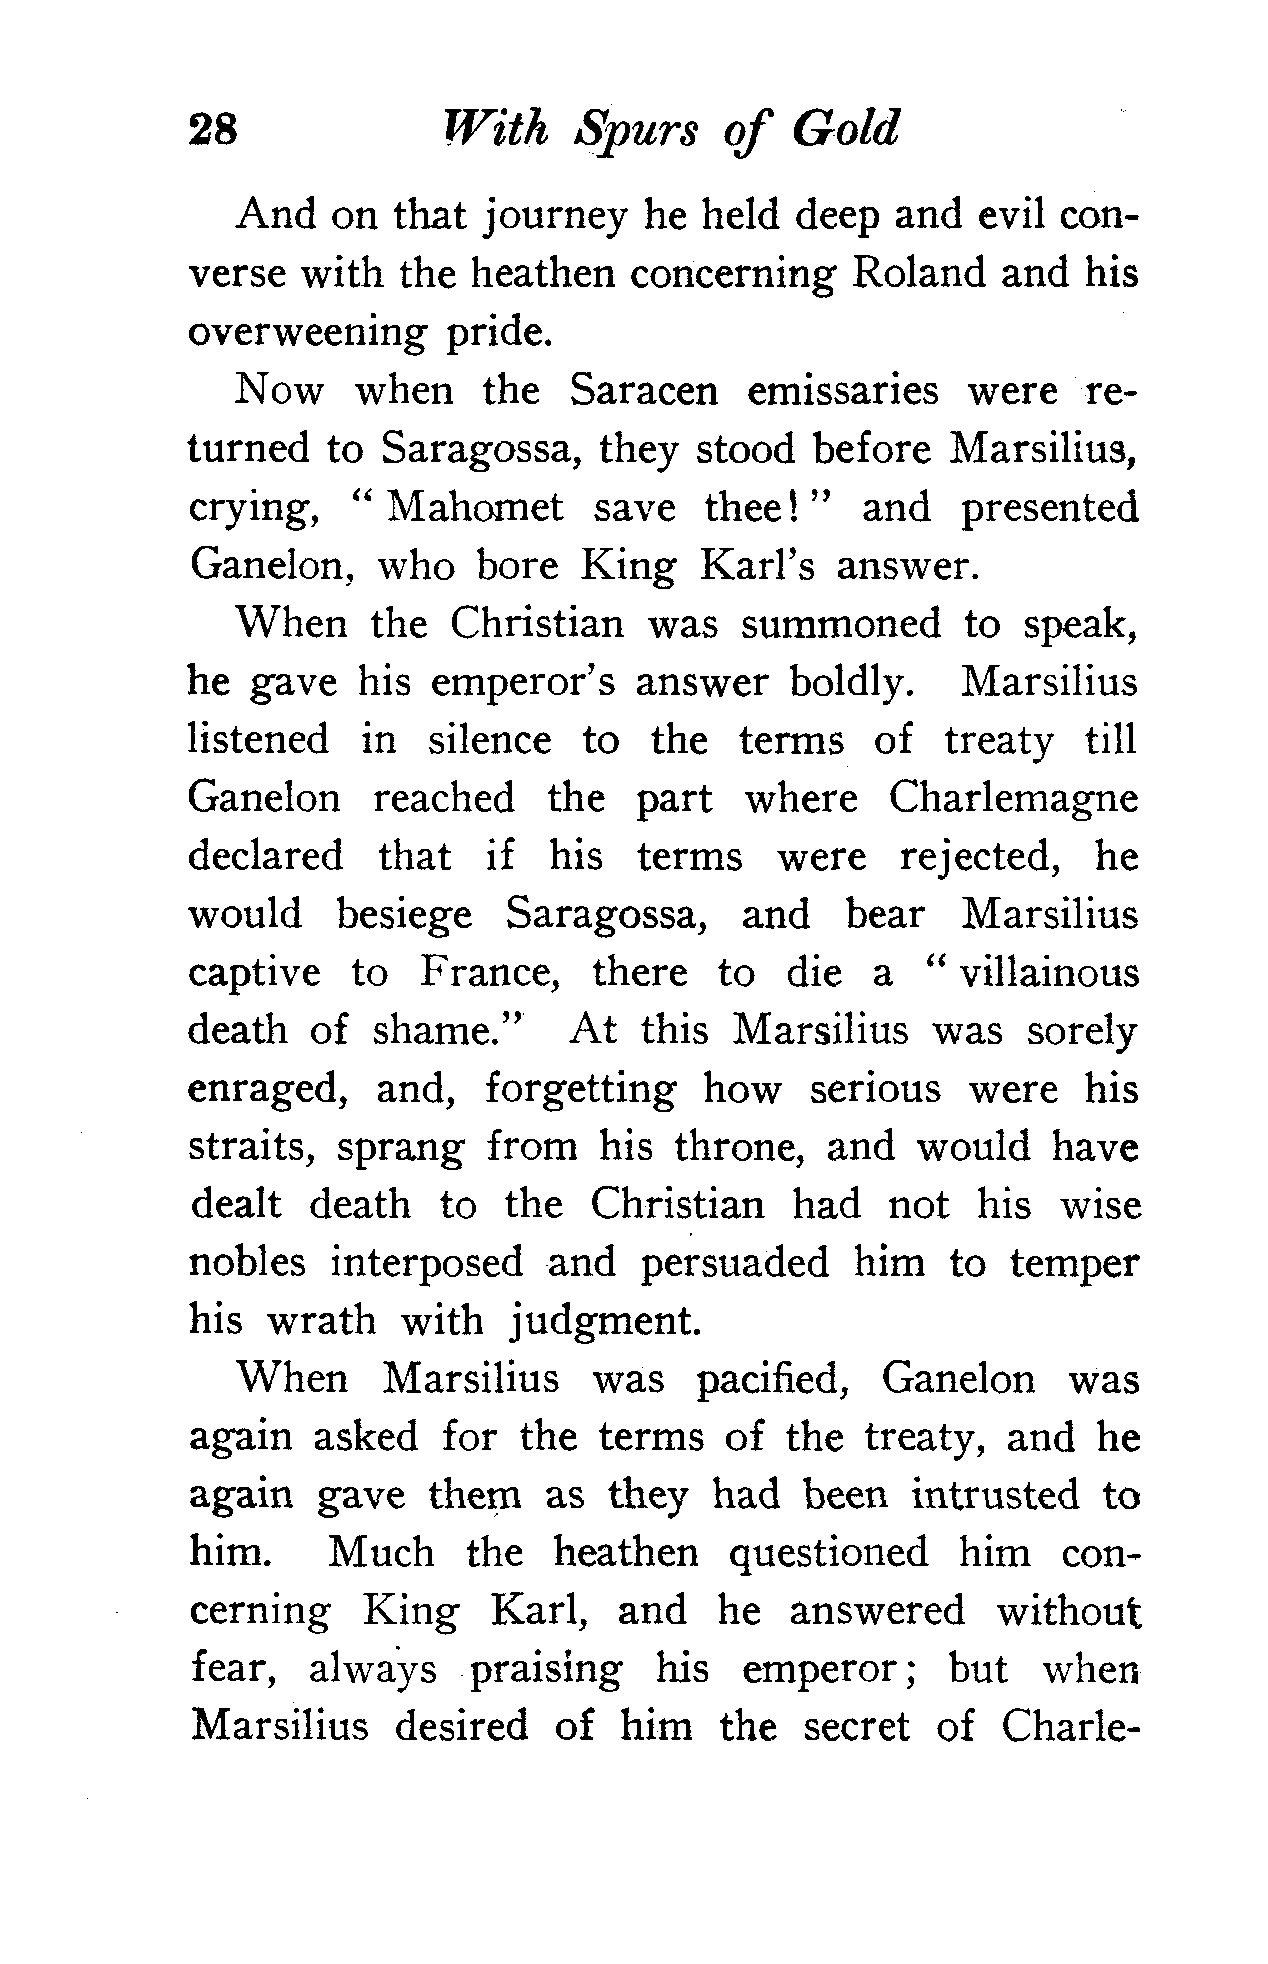 28 With Spurs of Gold
And on that journey he held deep and evil con-
verse with the heathen concerning Roland and his
overweening pride.
Now when the Saracen emissaries were re-
turned to Saragossa, they stood before Marsilius,
crying, “ Mahomet save thee! ” and presented
Ganelon, who bore King Karl’s answer.
When the Christian was summoned to speak,
he gave his emperor’s answer boldly. Marsilius
listened in silence to the terms of treaty till
Ganelon reached the part where Charlemagne
declared that if his terms were rejected, he
would besiege Saragossa, and bear Marsilius
captive to France, there to die a “ villainous
death of shame.” At this Marsilius was sorely
enraged, and, forgetting how serious were his
straits, sprang from his throne, and would have
dealt death to the Christian had not his wise
nobles interposed and persuaded him to temper
his wrath with judgment.
When Marsilius was pacified, Ganelon was
again asked for the terms of the treaty, and he
again gave them as they had been intrusted to
him. Much the heathen questioned him con-
cerning King Karl, and he answered without
fear, always praising his emperor; but when
Marsilius desired of him the secret of Charle-